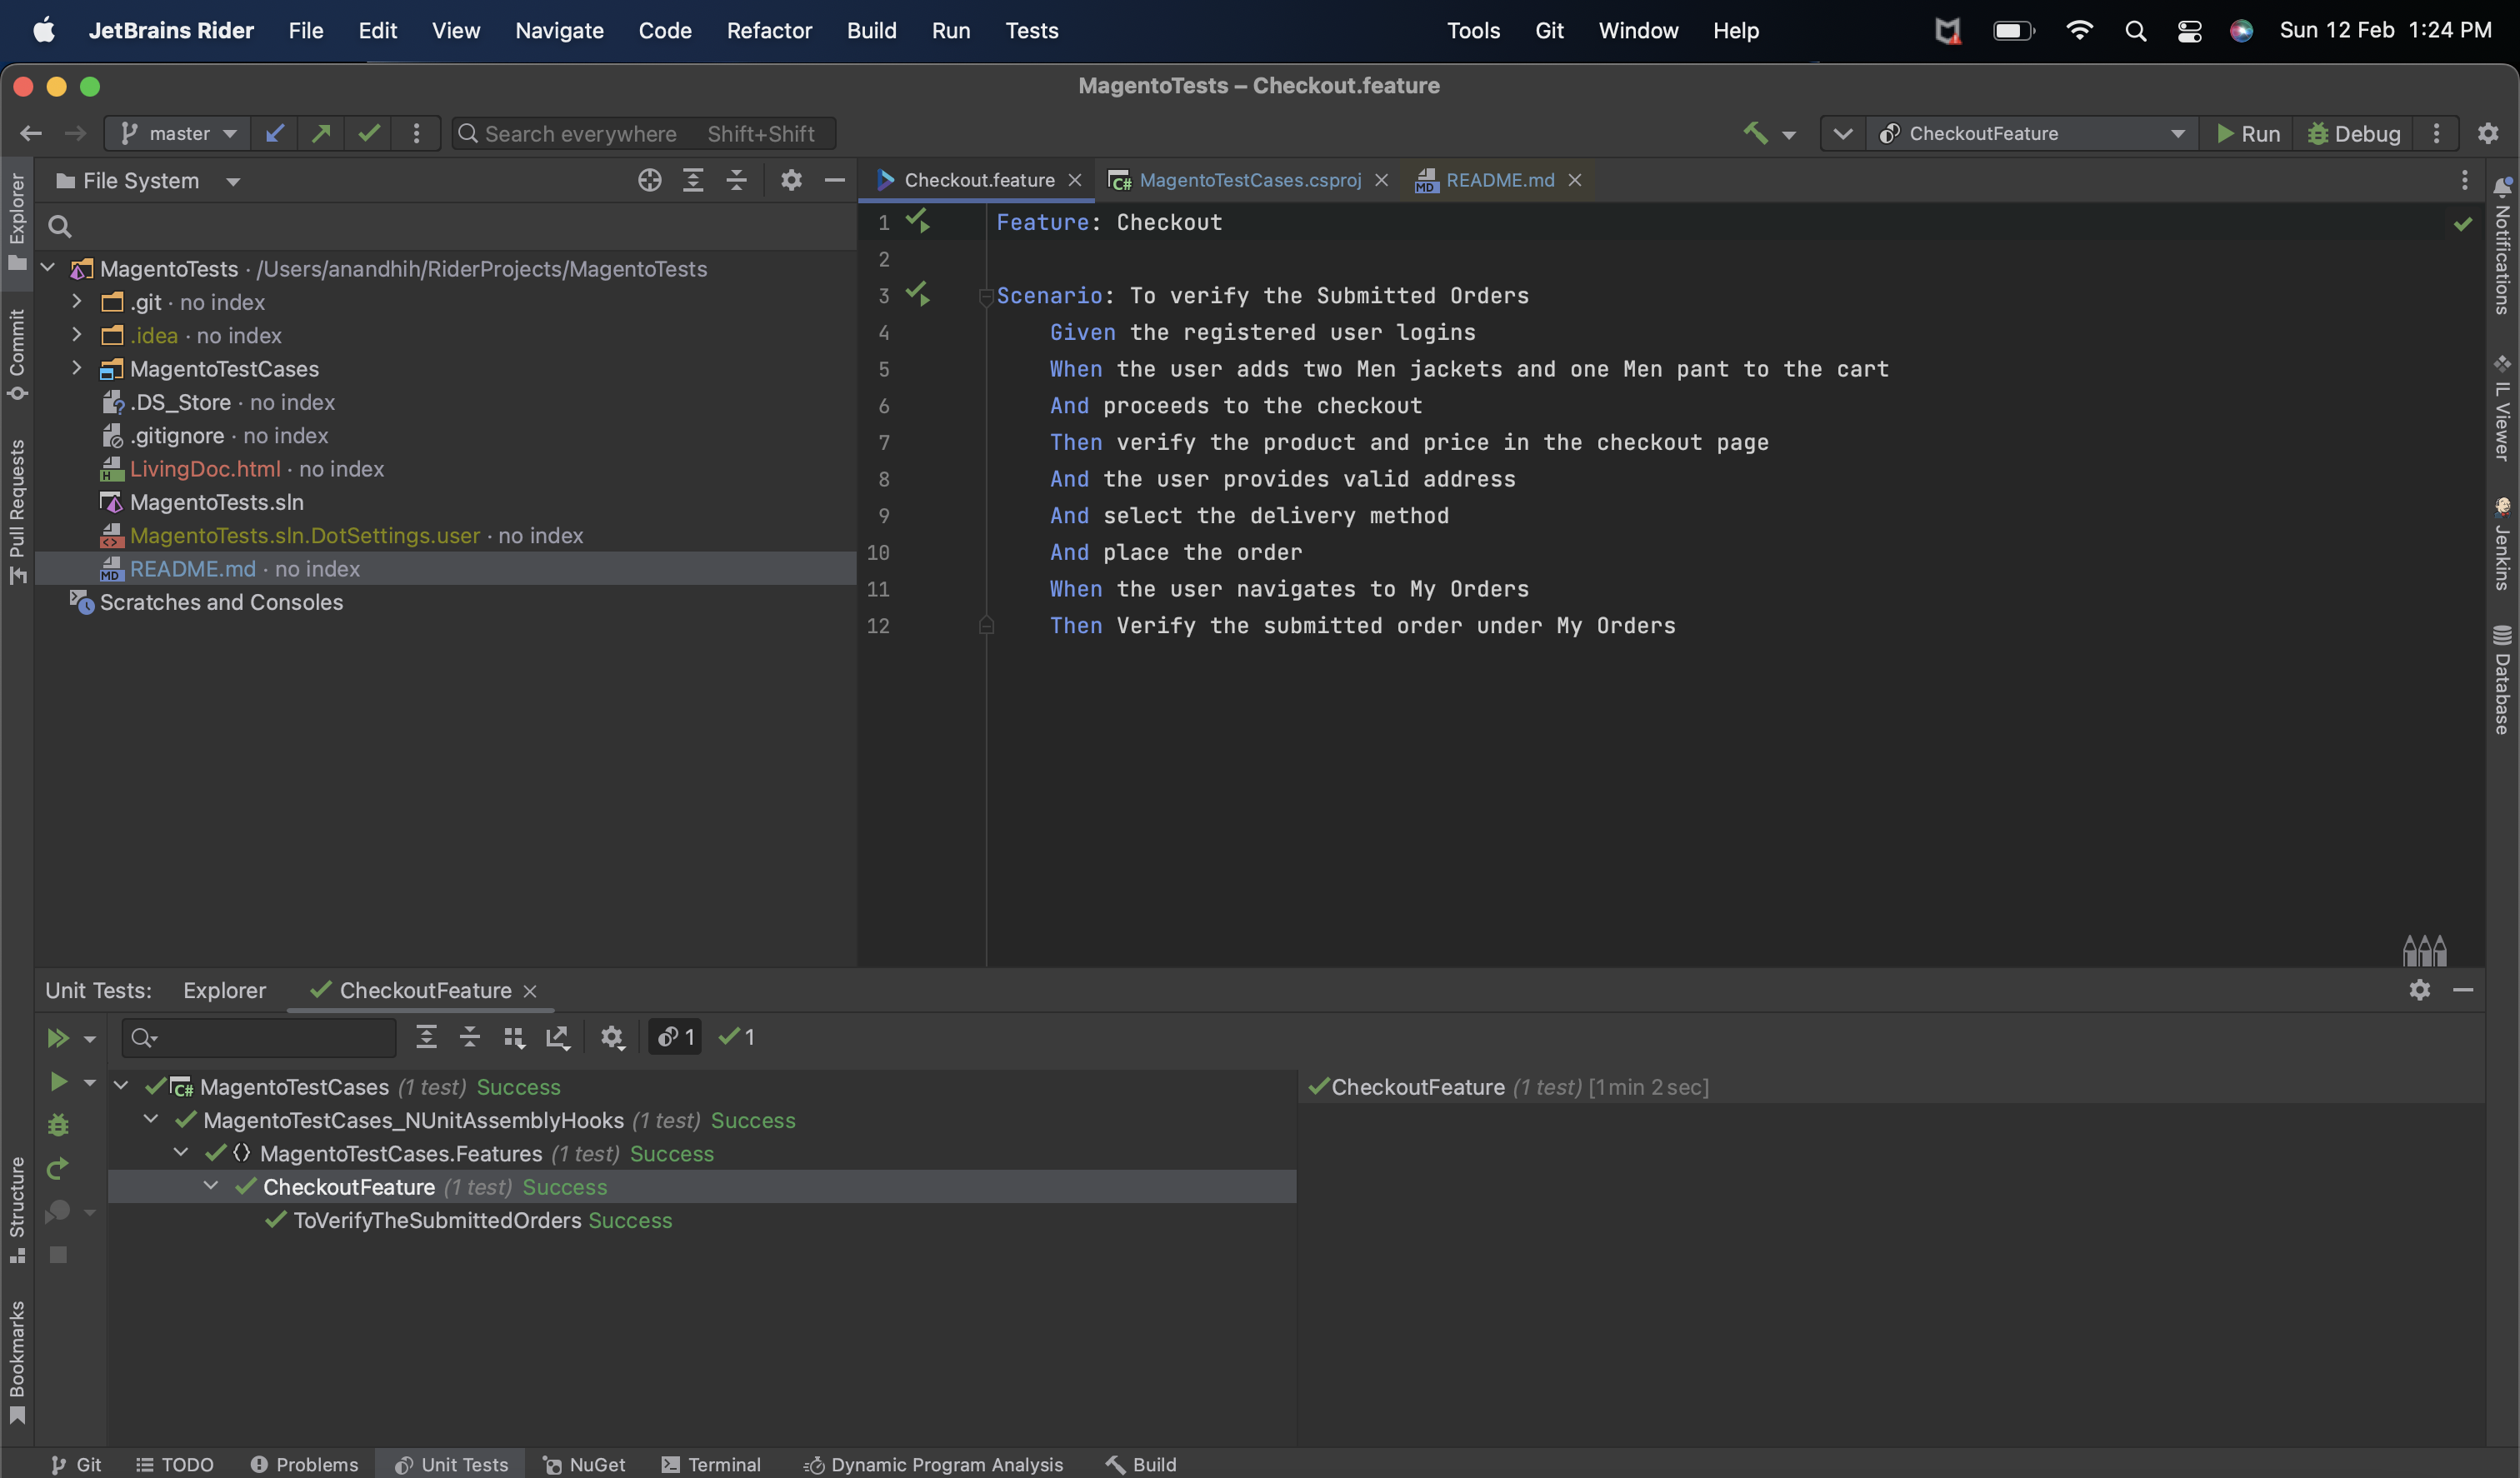 JetBrains Rider File Edit View Navigate Code Refactor Build Run Tests Tools Git Window Help Sun 12 Feb 1:24 PM
MagentoTests – Checkout.feature
master Search everywhere Shift+Shift CheckoutFeature Run Debug
File System
Checkout.feature MagentoTestCases.csproj README.md
Explorer
Commit
Pull Requests
Structure
Bookmarks
MagentoTests · /Users/anandhih/RiderProjects/MagentoTests
.git · no index
.idea · no index
MagentoTestCases
.DS_Store · no index
.gitignore · no index
LivingDoc.html · no index
MagentoTests.sln
MagentoTests.sln.DotSettings.user · no index
README.md · no index
Scratches and Consoles
1 Feature: Checkout
2
3 Scenario: To verify the Submitted Orders
4 Given the registered user logins
5 When the user adds two Men jackets and one Men pant to the cart
6 And proceeds to the checkout
7 Then verify the product and price in the checkout page
8 And the user provides valid address
9 And select the delivery method
10 And place the order
11 When the user navigates to My Orders
12 Then Verify the submitted order under My Orders
Notifications
IL Viewer
Jenkins
Database
Unit Tests: Explorer CheckoutFeature
1 1
MagentoTestCases (1 test) Success
MagentoTestCases_NUnitAssemblyHooks (1 test) Success
MagentoTestCases.Features (1 test) Success
CheckoutFeature (1 test) Success
ToVerifyTheSubmittedOrders Success
CheckoutFeature (1 test) [1 min 2 sec]
Git TODO Problems Unit Tests NuGet Terminal Dynamic Program Analysis Build